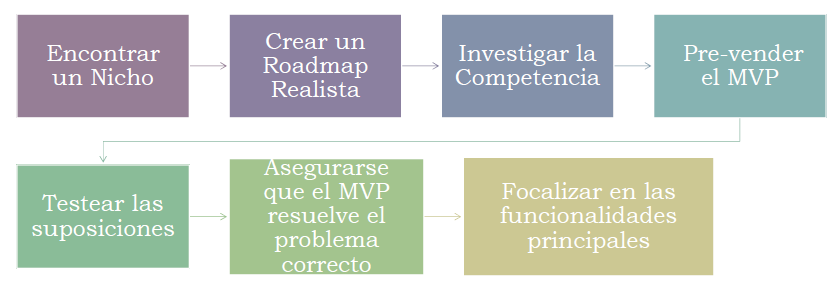 Encontrar
un Nicho
Crear un
Roadmap
Realista
Investigar la
Competencia
Pre-vender
el MVP
Testear las
suposiciones
Asegurarse
que el MVP
resuelve el
problema
correcto
Focalizar en las
funcionalidades
principales